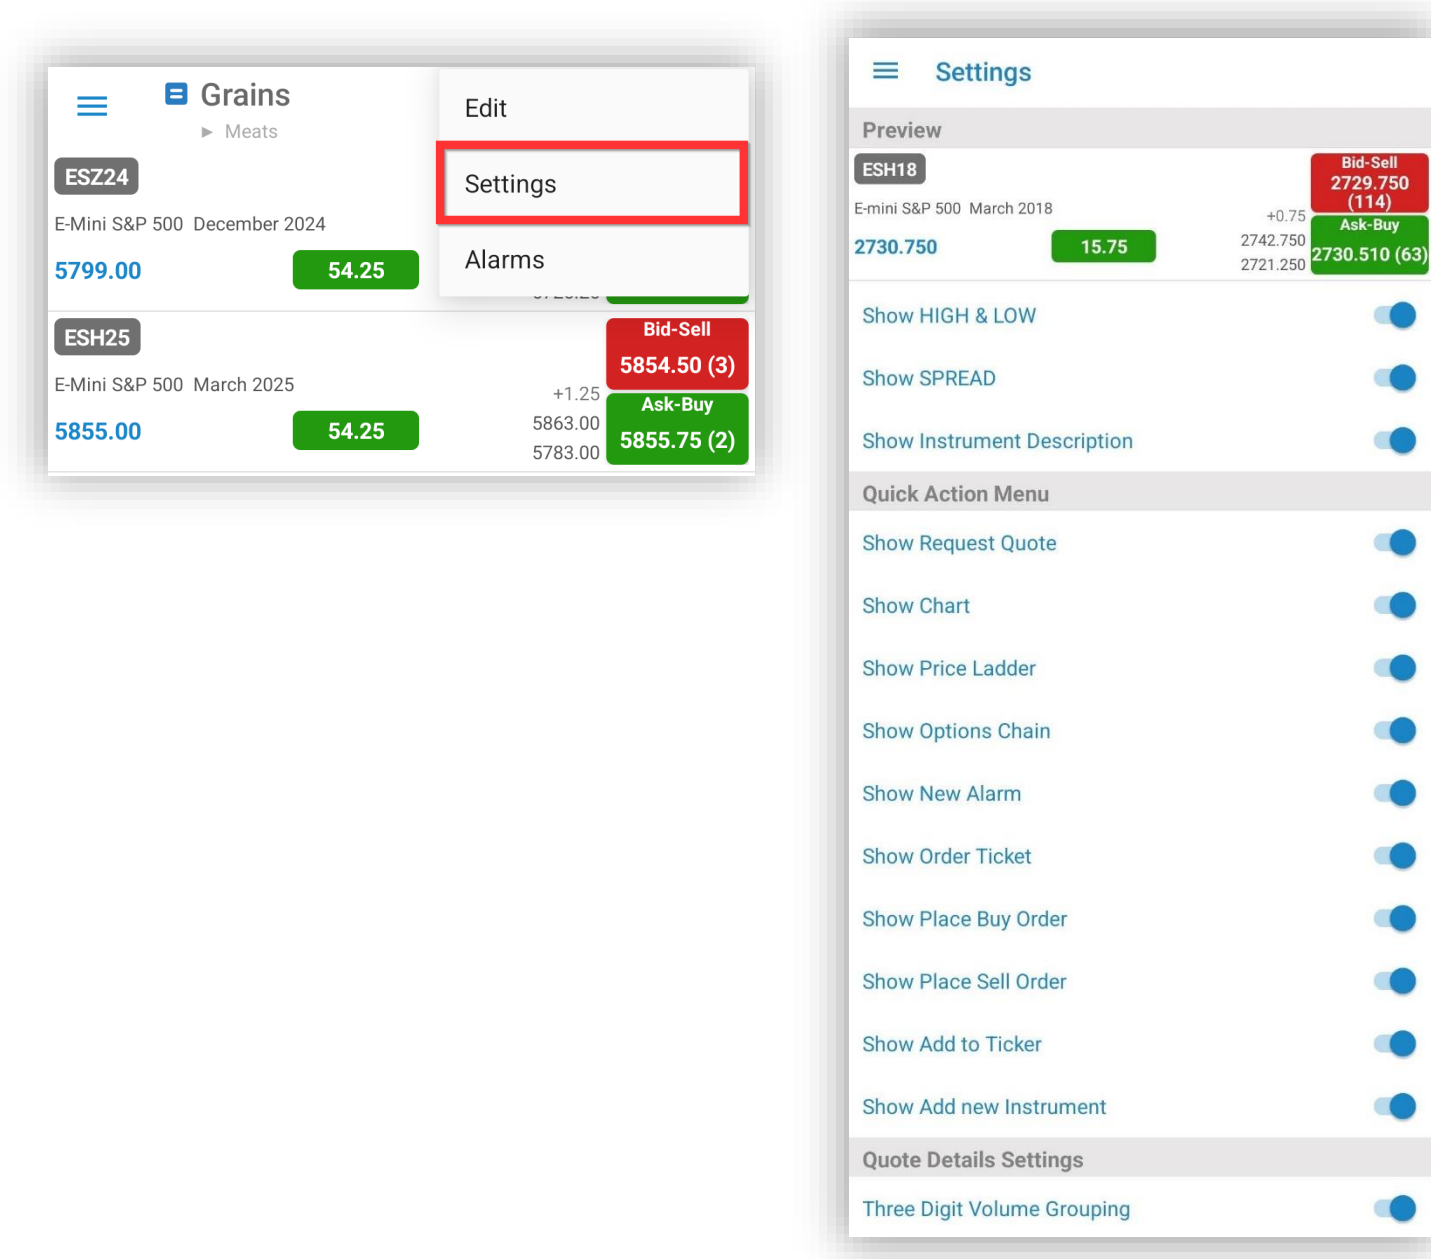 Grains
► Meats
Edit
Settings
Alarms
ESZ24
E-Mini S&P 500 December 2024
5799.00
54.25
ESH25
E-Mini S&P 500 March 2025
5855.00
54.25
+1.25
5863.00
5783.00
Bid-Sell
5854.50 (3)
Ask-Buy
5855.75 (2)
Settings
Preview
ESH18
E-mini S&P 500 March 2018
2730.750
15.75
+0.75
2742.750
2721.250
Bid-Sell
2729.750
(114)
Ask-Buy
2730.510 (63)
Show HIGH & LOW
Show SPREAD
Show Instrument Description
Quick Action Menu
Show Request Quote
Show Chart
Show Price Ladder
Show Options Chain
Show New Alarm
Show Order Ticket
Show Place Buy Order
Show Place Sell Order
Show Add to Ticker
Show Add new Instrument
Quote Details Settings
Three Digit Volume Grouping